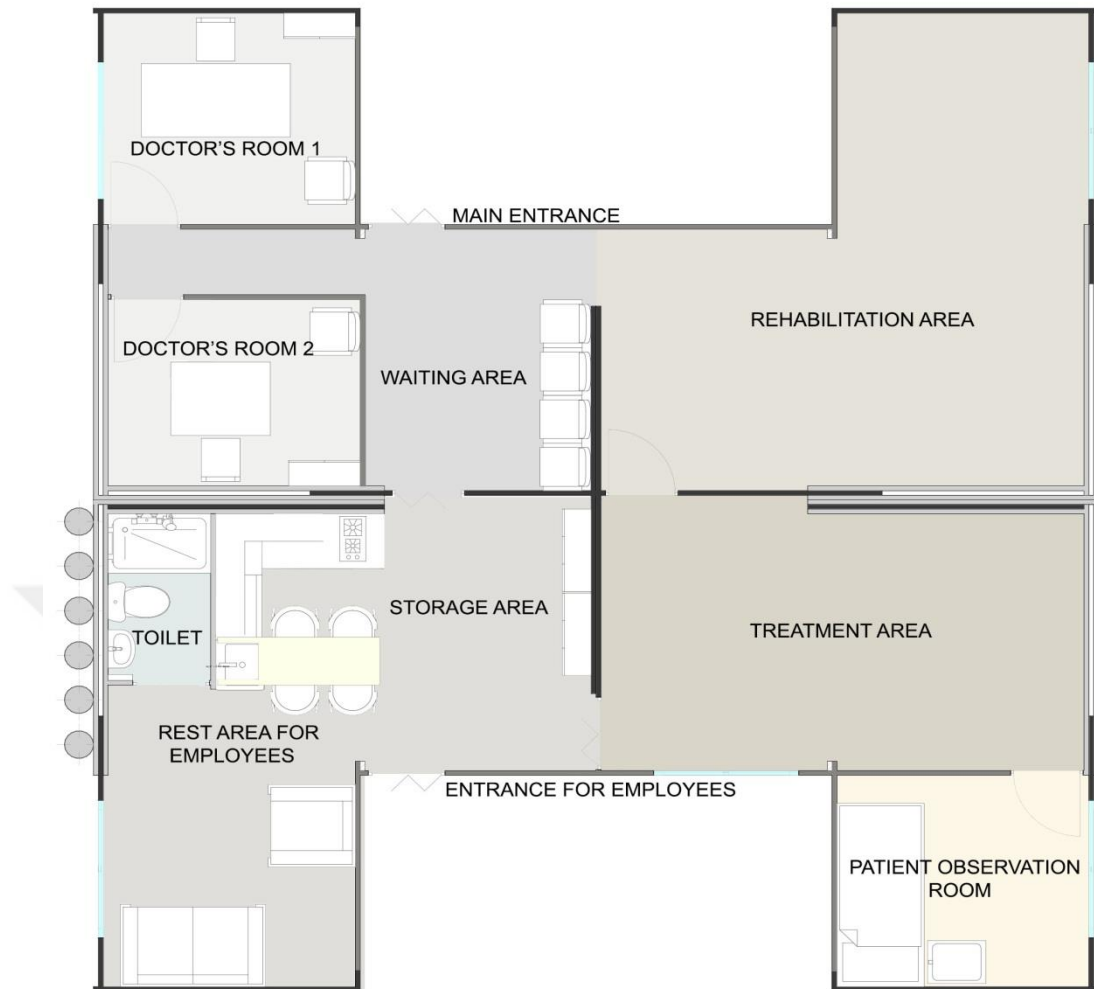 DOCTOR'S ROOM 1
MAIN ENTRANCE
REHABILITATION AREA
DOCTOR'S ROOM 2
WAITING AREA
STORAGE AREA
TREATMENT AREA
TOILET
REST AREA FOR
EMPLOYEES
ENTRANCE FOR EMPLOYEES
PATIENT OBSERVATION
ROOM